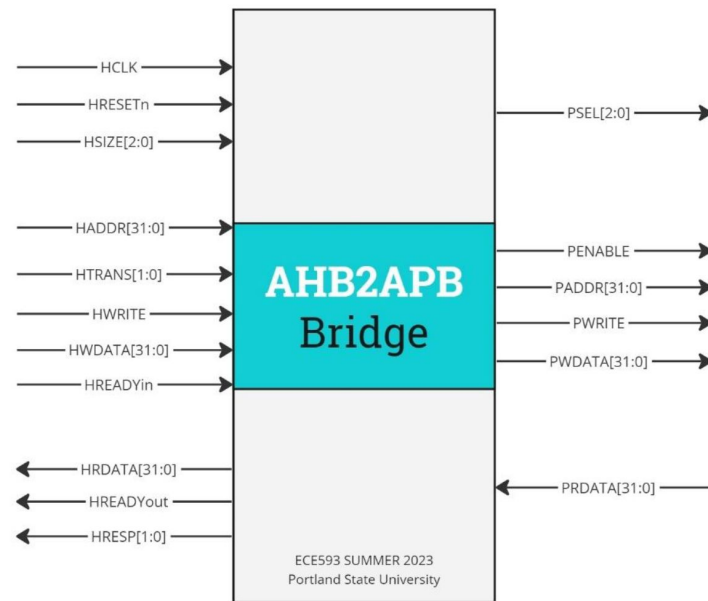 HCLK
HRESETn
HSIZE[2:0]
HADDR[31:0]
HTRANS[1:0]
HWRITE
HWDATA[31:0]
HREADYin
HRDATA[31:0]
HREADYout
HRESP[1:0]
AHB2APB
Bridge
ECE593 SUMMER 2023
Portland State University
PSEL[2:0]
PENABLE
PADDR[31:0]
PWRITE
PWDATA[31:0]
PRDATA[31:0]